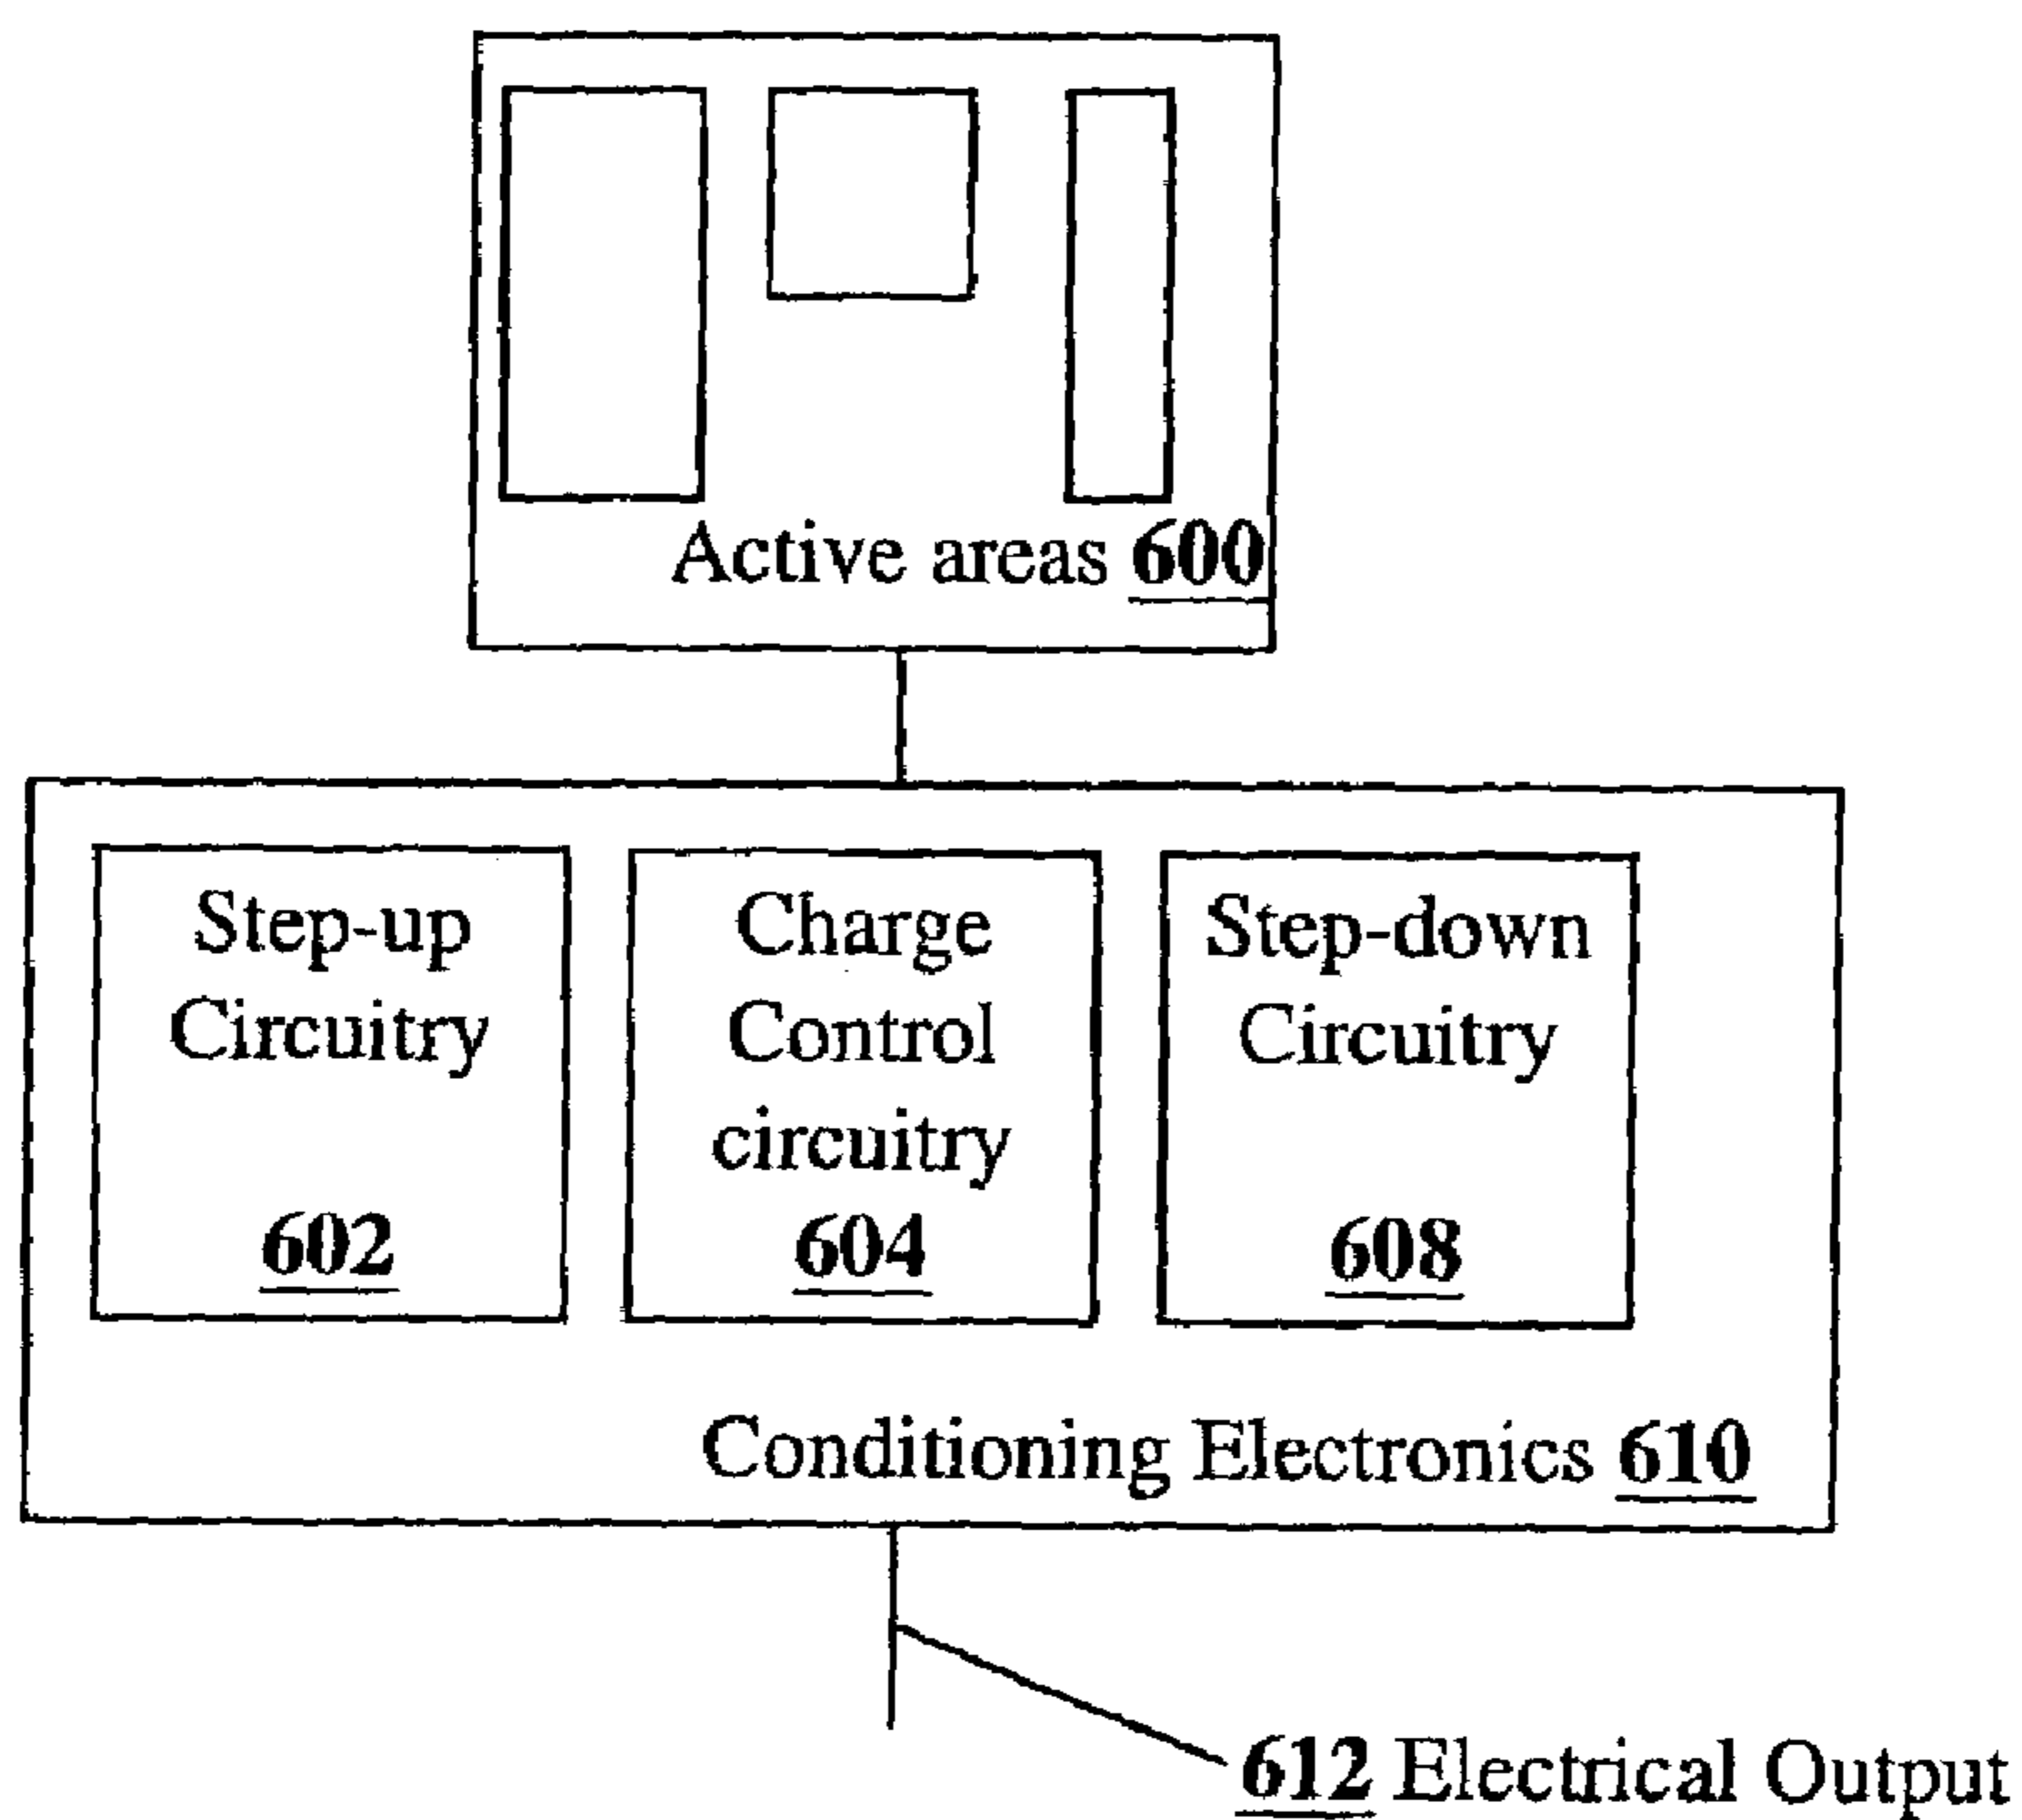 Active areas 600
Step-up
Circuitry
602
Charge
Control
circuitry
604
Step-down
Circuitry
608
Conditioning Electronics 610
612 Electrical Output